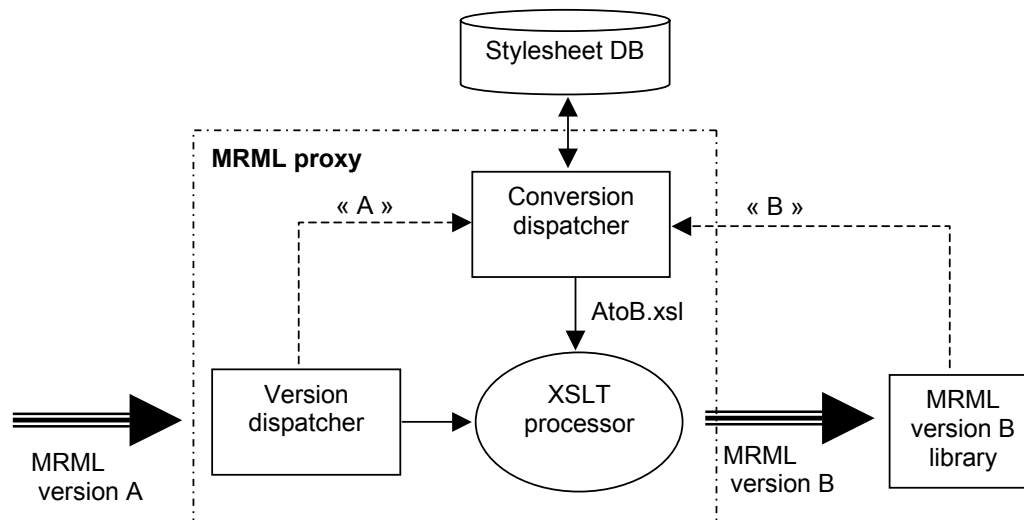 Stylesheet DB
MRML proxy
« A »
Conversion
dispatcher
« B »
AtoB.xsl
Version
dispatcher
XSLT
processor
MRML
version A
MRML
version B
MRML
version B
library